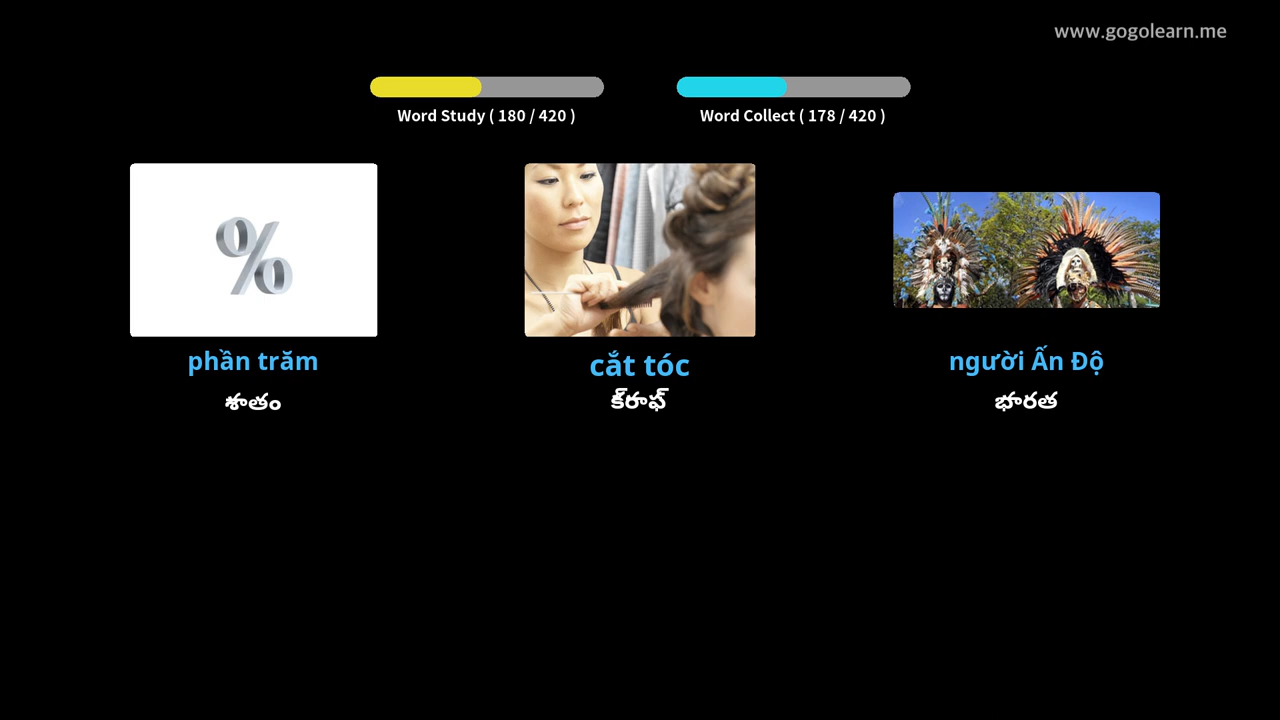 www.gogolearn.me
Word Study ( 180 / 420 )
Word Collect ( 178 / 420 )
phần trăm
cắt tóc
người Ấn Độ
శాతం
క్‌రాఫ్
భారత